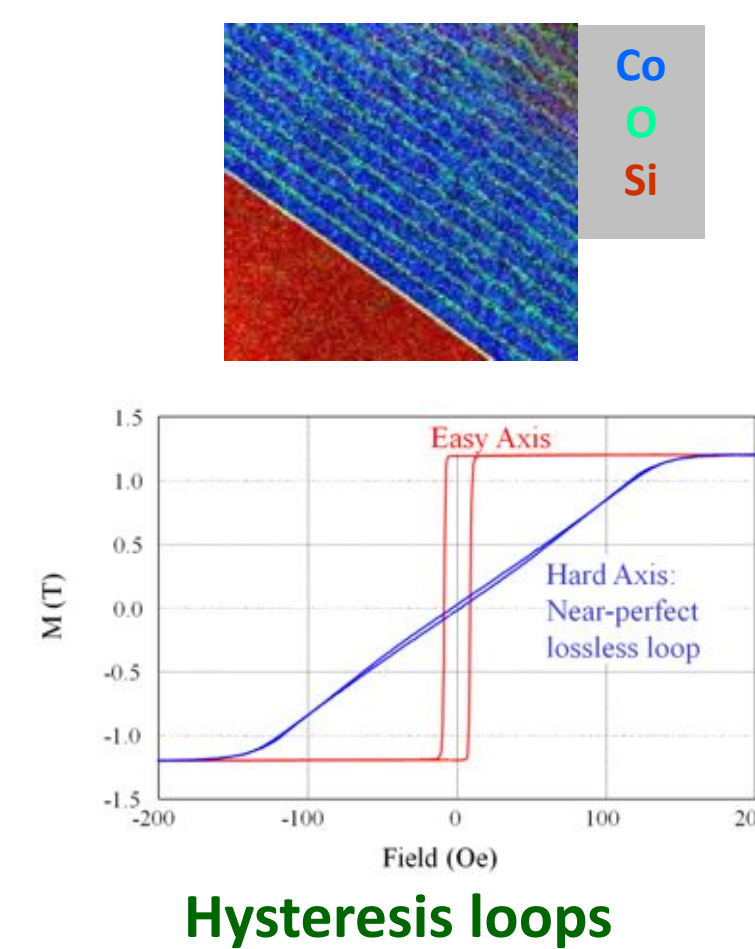 Co
O
Si
1.5
Easy Axis
1.0
0.5
Hard Axis:
M (T)
0.0
Near-perfect
lossless loop
-0.5
-1.0
-1.5
-200 -100 0 100
Field (Oe)
Hysteresis loops